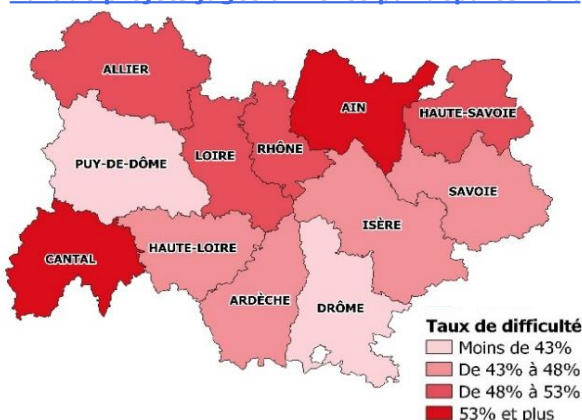 ALLIER
AIN
HAUTE-SAVOIE
PUY-DE-DÔME
LOIRE
RHÔNE
SAVOIE
ISÈRE
HAUTE-LOIRE
CANTAL
ARDÈCHE
DRÔME
Taux de difficulté
Moins de 43%
De 43% à 48%
De 48% à 53%
53% et plus